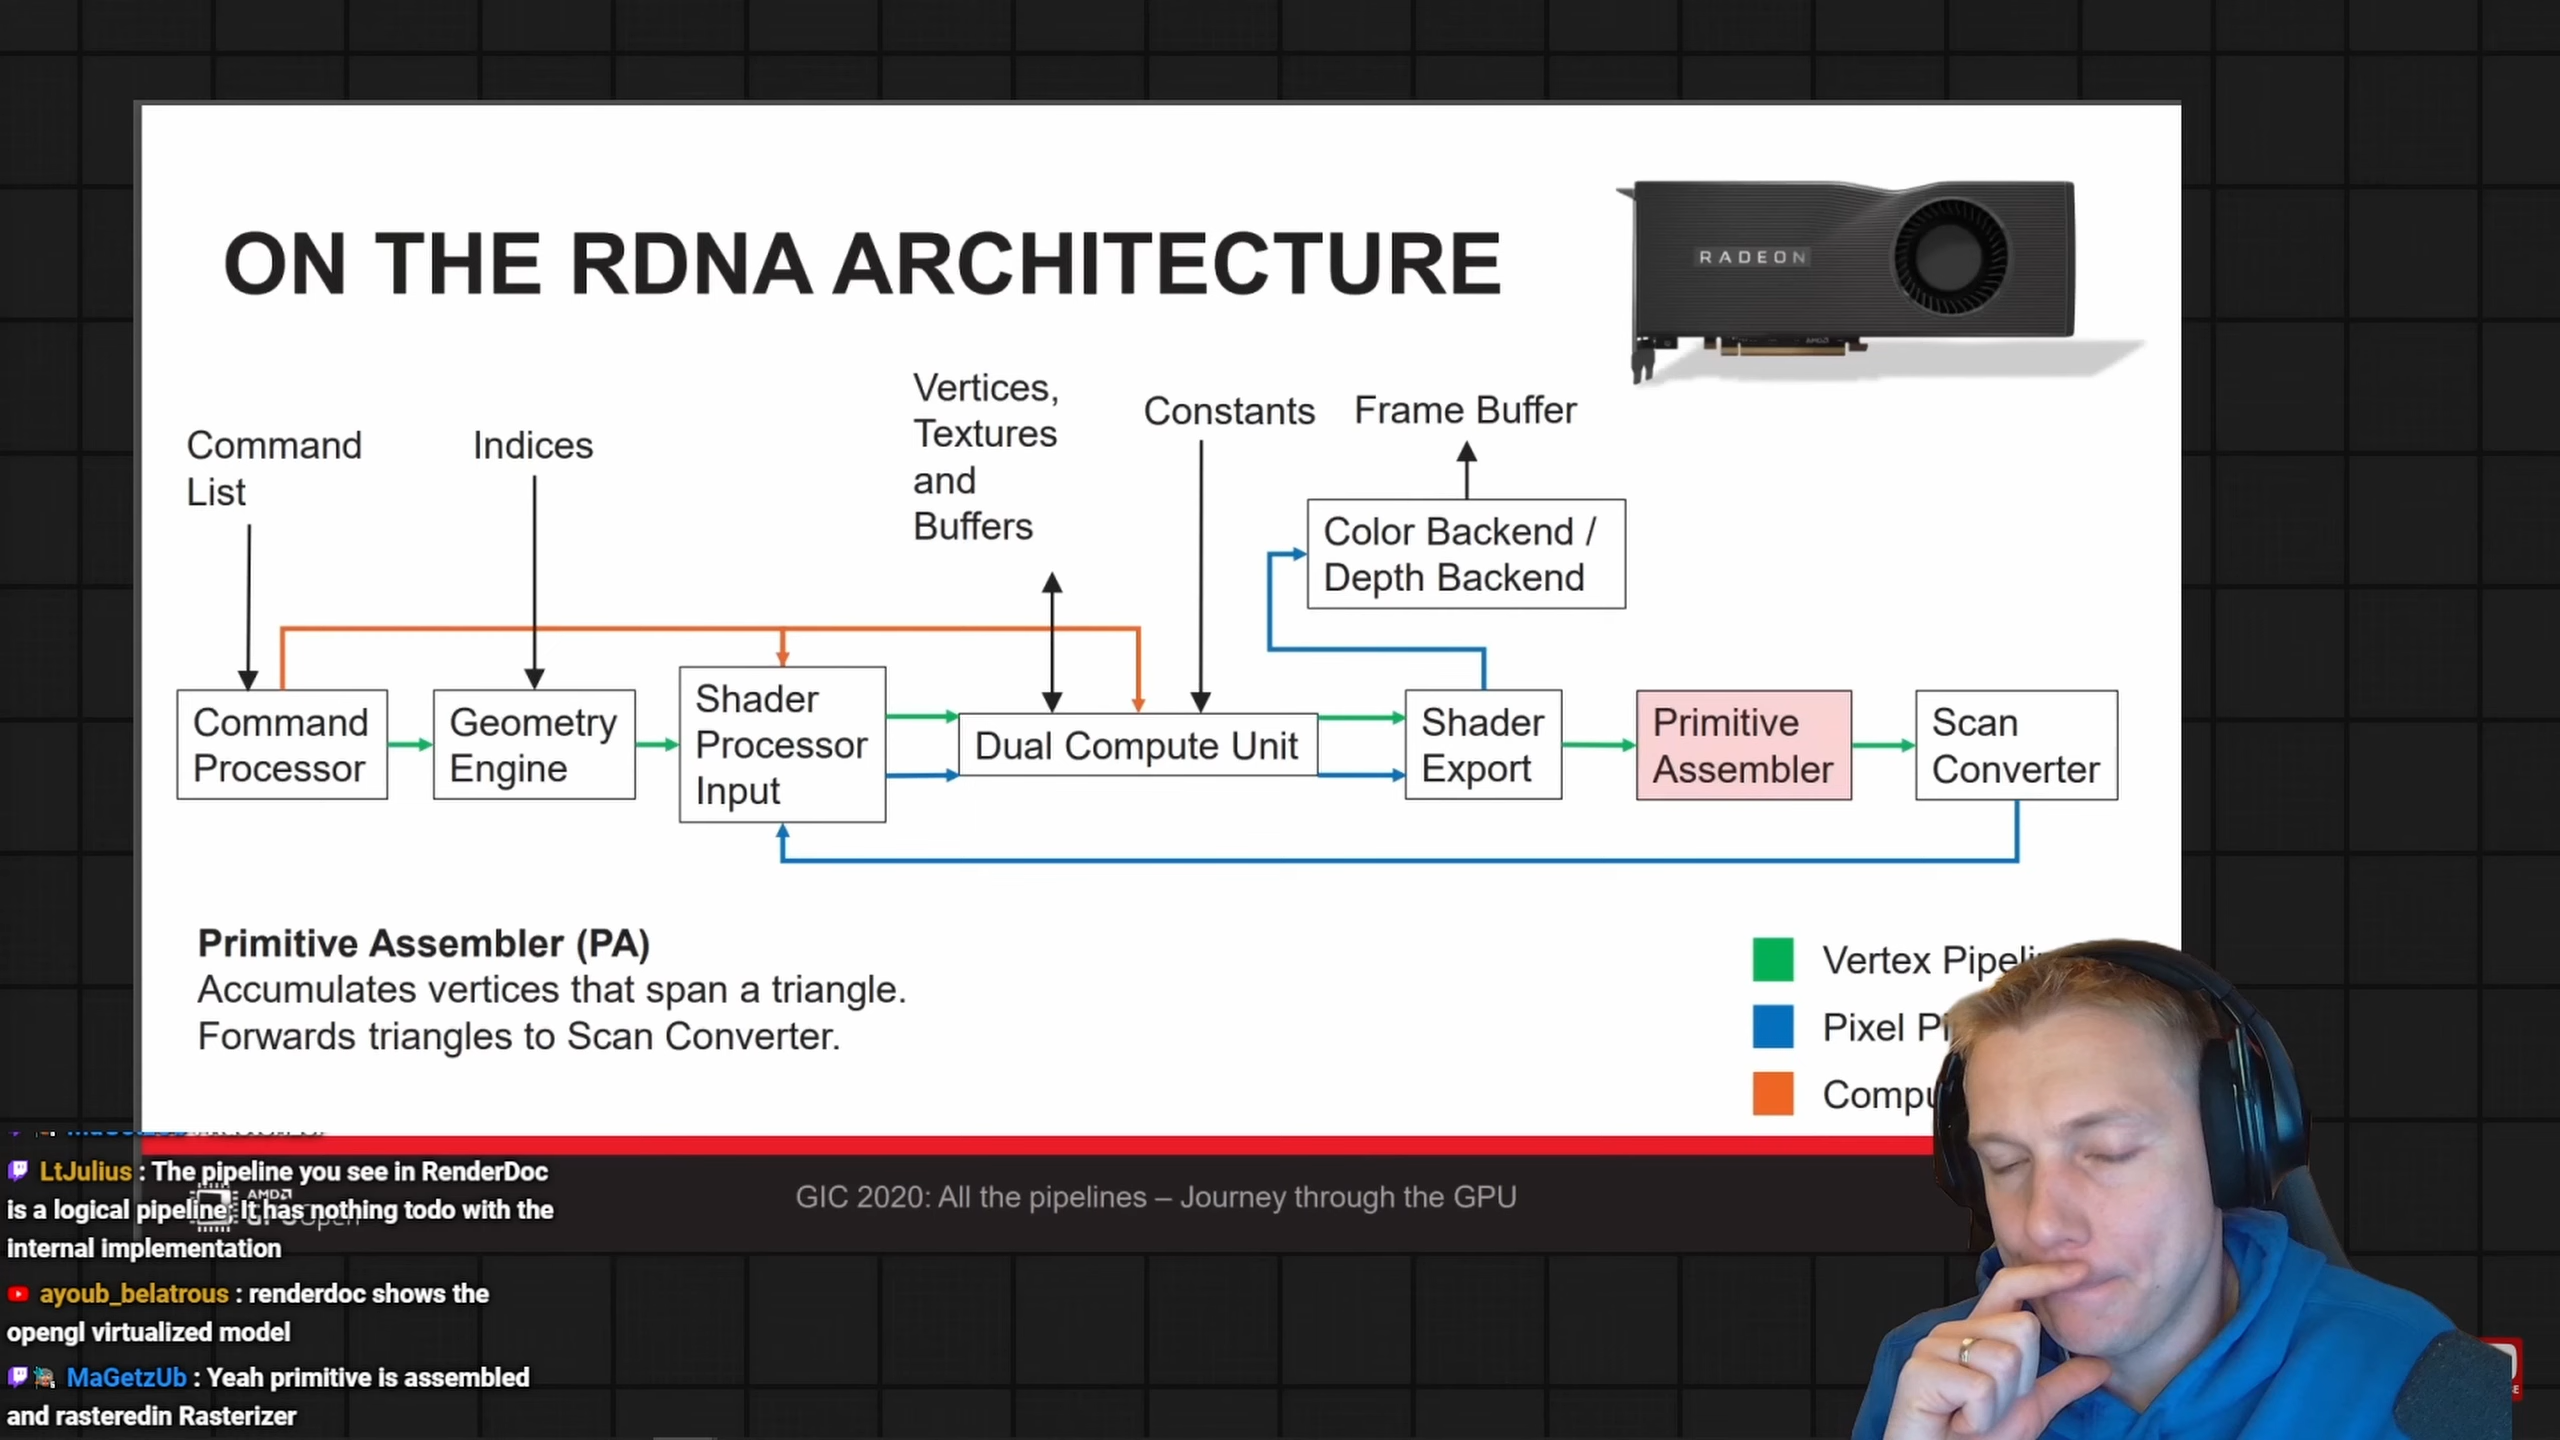 ON THE RDNA ARCHITECTURE
RADEON
Command
List
Indices
Vertices,
Textures
and
Buffers
Constants
Frame Buffer
Color Backend /
Depth Backend
Command
Processor
Geometry
Engine
Shader
Processor
Input
Dual Compute Unit
Shader
Export
Primitive
Assembler
Scan
Converter
Primitive Assembler (PA)
Accumulates vertices that span a triangle.
Forwards triangles to Scan Converter.
Vertex
Pixel
LtJulius : The pipeline you see in RenderDoc
is a logical pipeline. It has nothing todo with the
internal implementation
ayoub_belatrous : renderdoc shows the
opengl virtualized model
MaGetzUb : Yeah primitive is assembled
and rasteredin Rasterizer
AMD
GIC 2020: All the pipelines – Journey through the GPU